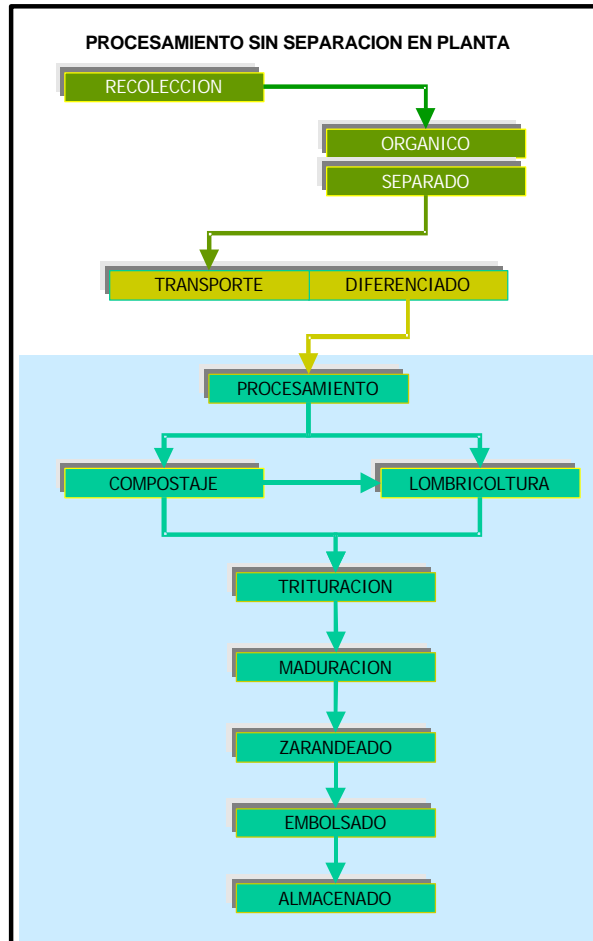 PROCESAMIENTO SIN SEPARACION EN PLANTA
RECOLECCION
ORGANICO
SEPARADO
TRANSPORTE DIFERENCIADO
PROCESAMIENTO
COMPOSTAJE LOMBRICOLTURA
TRITURACION
MADURACION
ZARANDEADO
EMBOLSADO
ALMACENADO